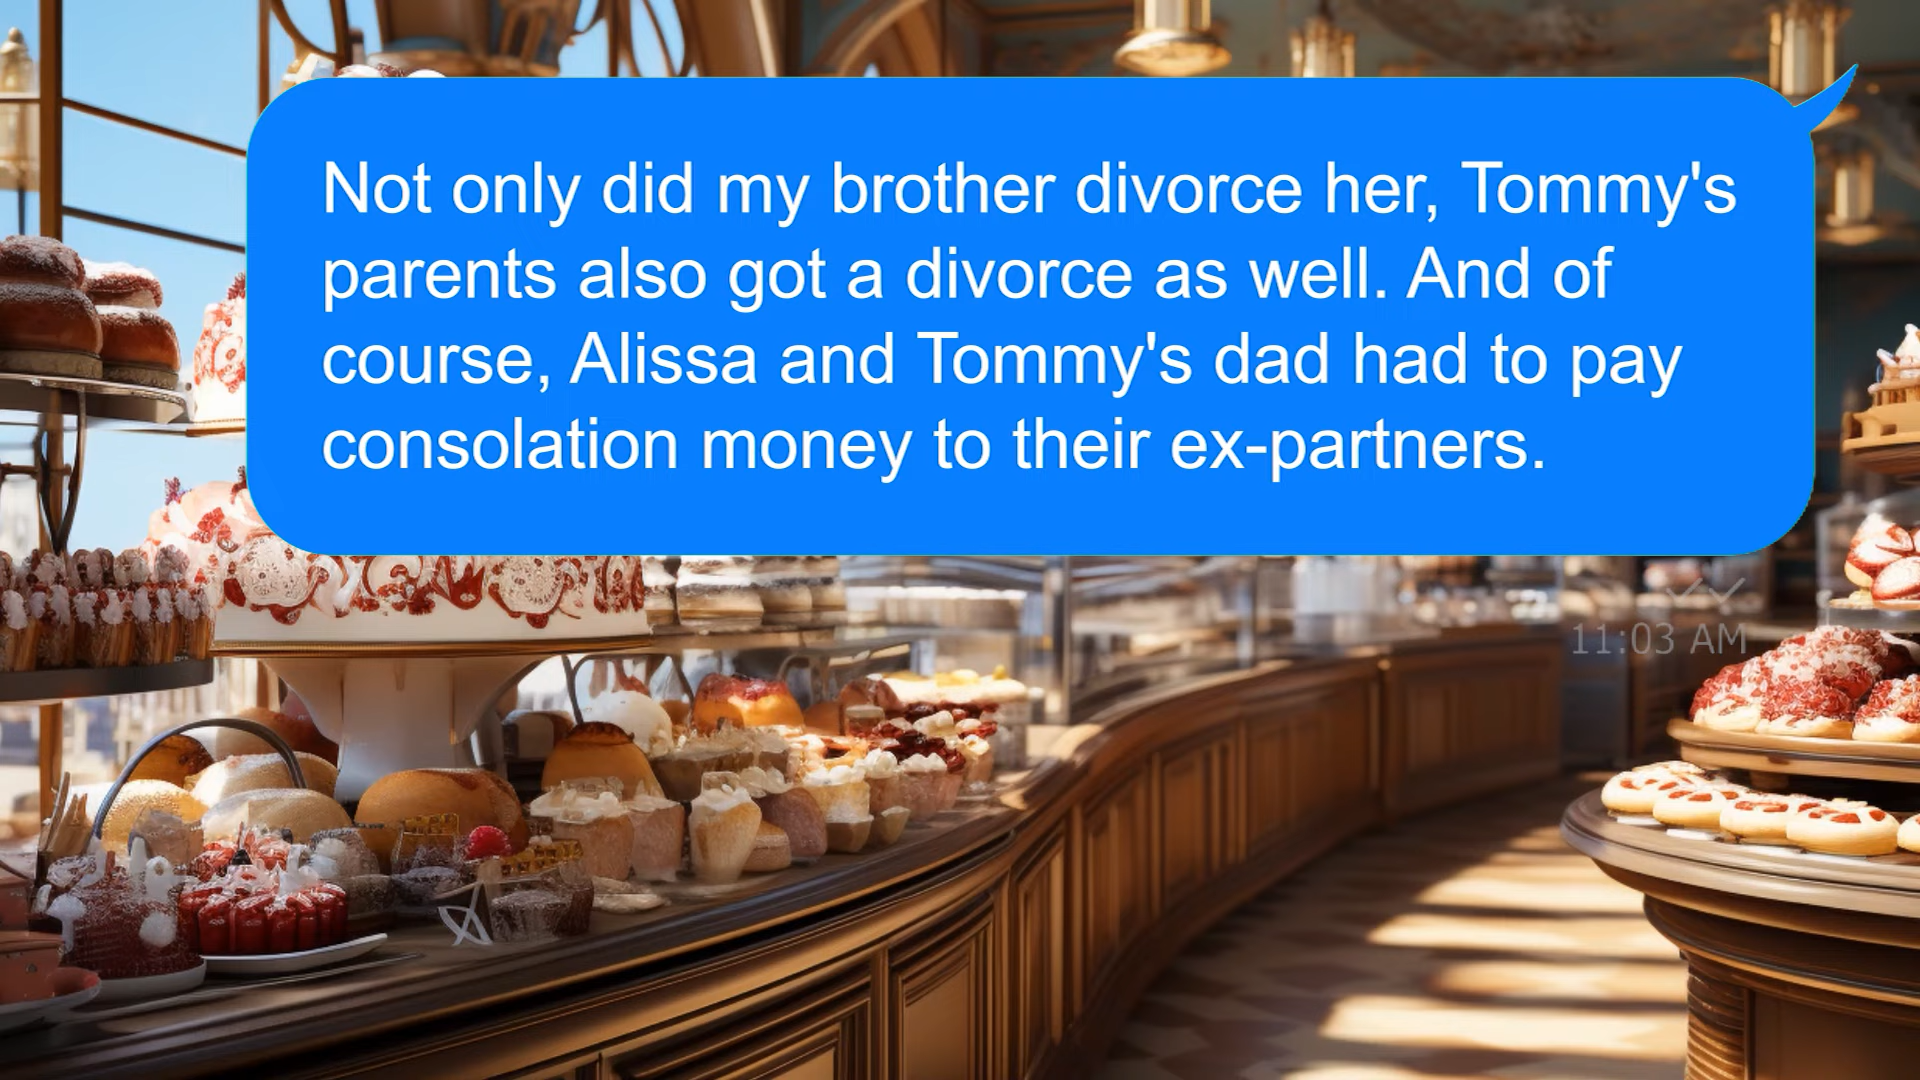 Not only did my brother divorce her, Tommy's
parents also got a divorce as well. And of
course, Alissa and Tommy's dad had to pay
consolation money to their ex-partners.
11:03 AM